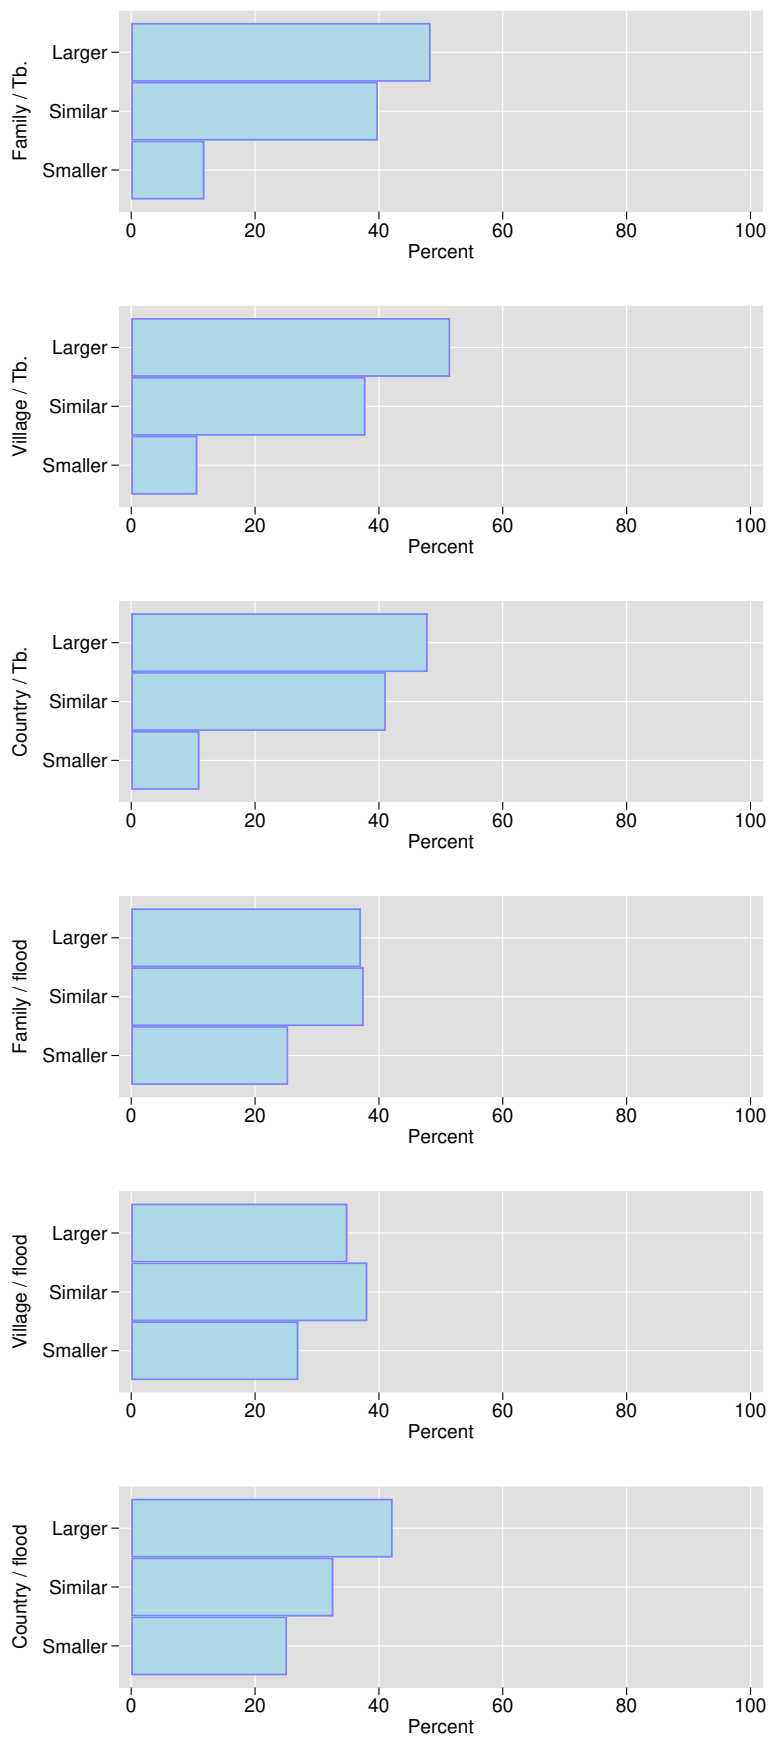 Family / Tb.
Larger
Similar
Smaller
0 20 40 60 80 100
Percent
Village / Tb.
Larger
Similar
Smaller
0 20 40 60 80 100
Percent
Country / Tb.
Larger
Similar
Smaller
0 20 40 60 80 100
Percent
Family / flood
Larger
Similar
Smaller
0 20 40 60 80 100
Percent
Village / flood
Larger
Similar
Smaller
0 20 40 60 80 100
Percent
Country / flood
Larger
Similar
Smaller
0 20 40 60 80 100
Percent